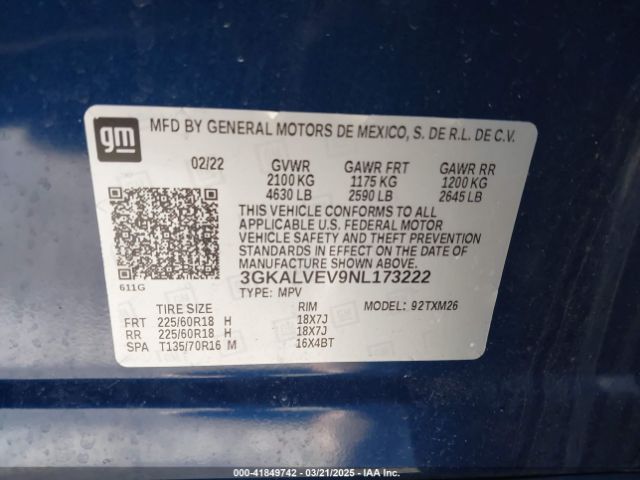 gm
MFD BY GENERAL MOTORS DE MEXICO, S. DE R.L. DE C.V.
02/22 GVWR GAWR FRT GAWR RR
2100 KG 1175 KG 1200 KG
4630 LB 2590 LB 2645 LB
THIS VEHICLE CONFORMS TO ALL
APPLICABLE U.S. FEDERAL MOTOR
VEHICLE SAFETY AND THEFT PREVENTION
STANDARDS IN EFFECT ON THE DATE OF
MANUFACTURE SHOWN ABOVE.
611G
3GKALVEV9NL173222
TYPE: MPV
TIRE SIZE RIM MODEL: 92TXM26
FRT 225/60R18 H 18X7J
RR 225/60R18 H 18X7J
SPA T135/70R16 M 16X4BT
000-41849742 — 03/21/2025 — IAA Inc.